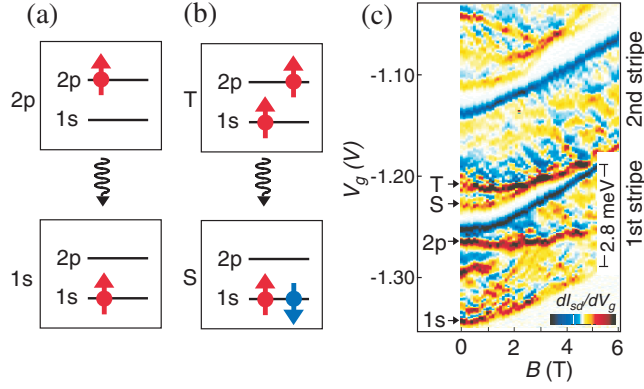 (a)
2p
2p
1s
1s
2p
1s
(b)
T
2p
1s
S
2p
1s
(c)
V_g (V)
-1.10
-1.20
-1.30
T
S
2p
1s
2nd stripe
1st stripe
2.8 meV
dI_sd/dV_g
0
2
4
6
B (T)